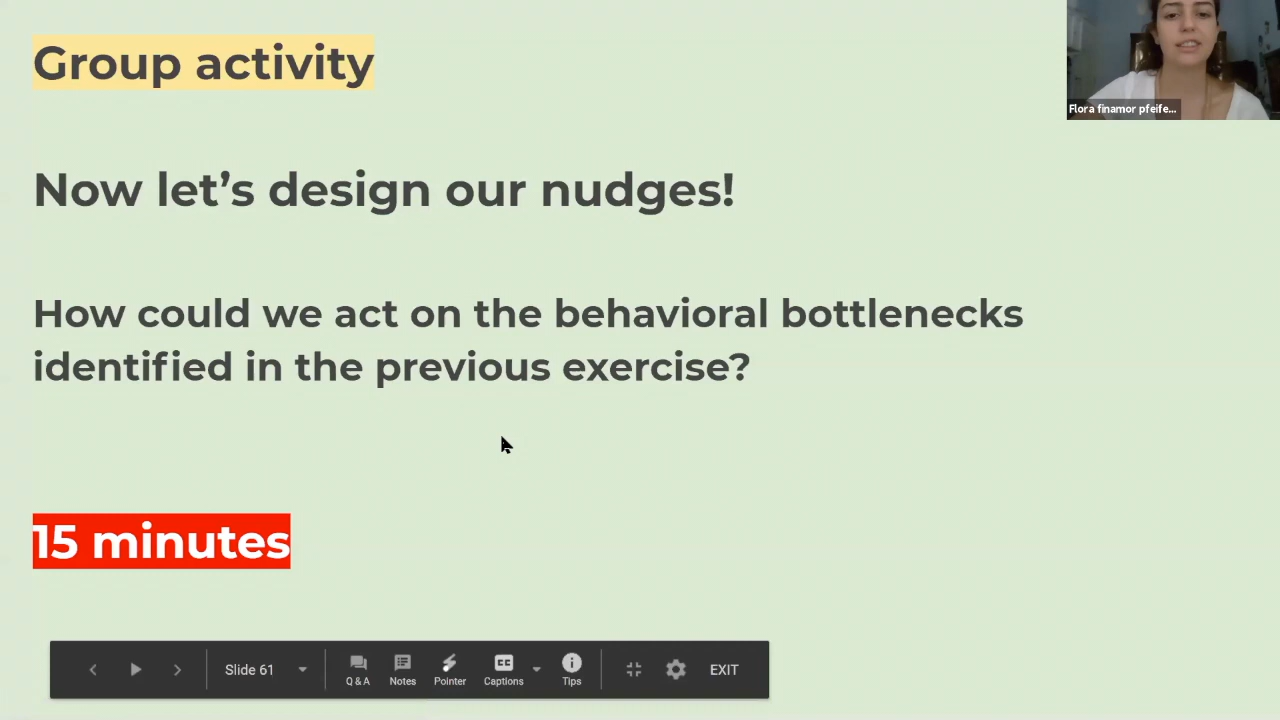 Group activity
Flora finamor pfeife...
Now let’s design our nudges!
How could we act on the behavioral bottlenecks
identified in the previous exercise?
15 minutes
Slide 61
Q & A
Notes
Pointer
CC
Captions
Tips
EXIT